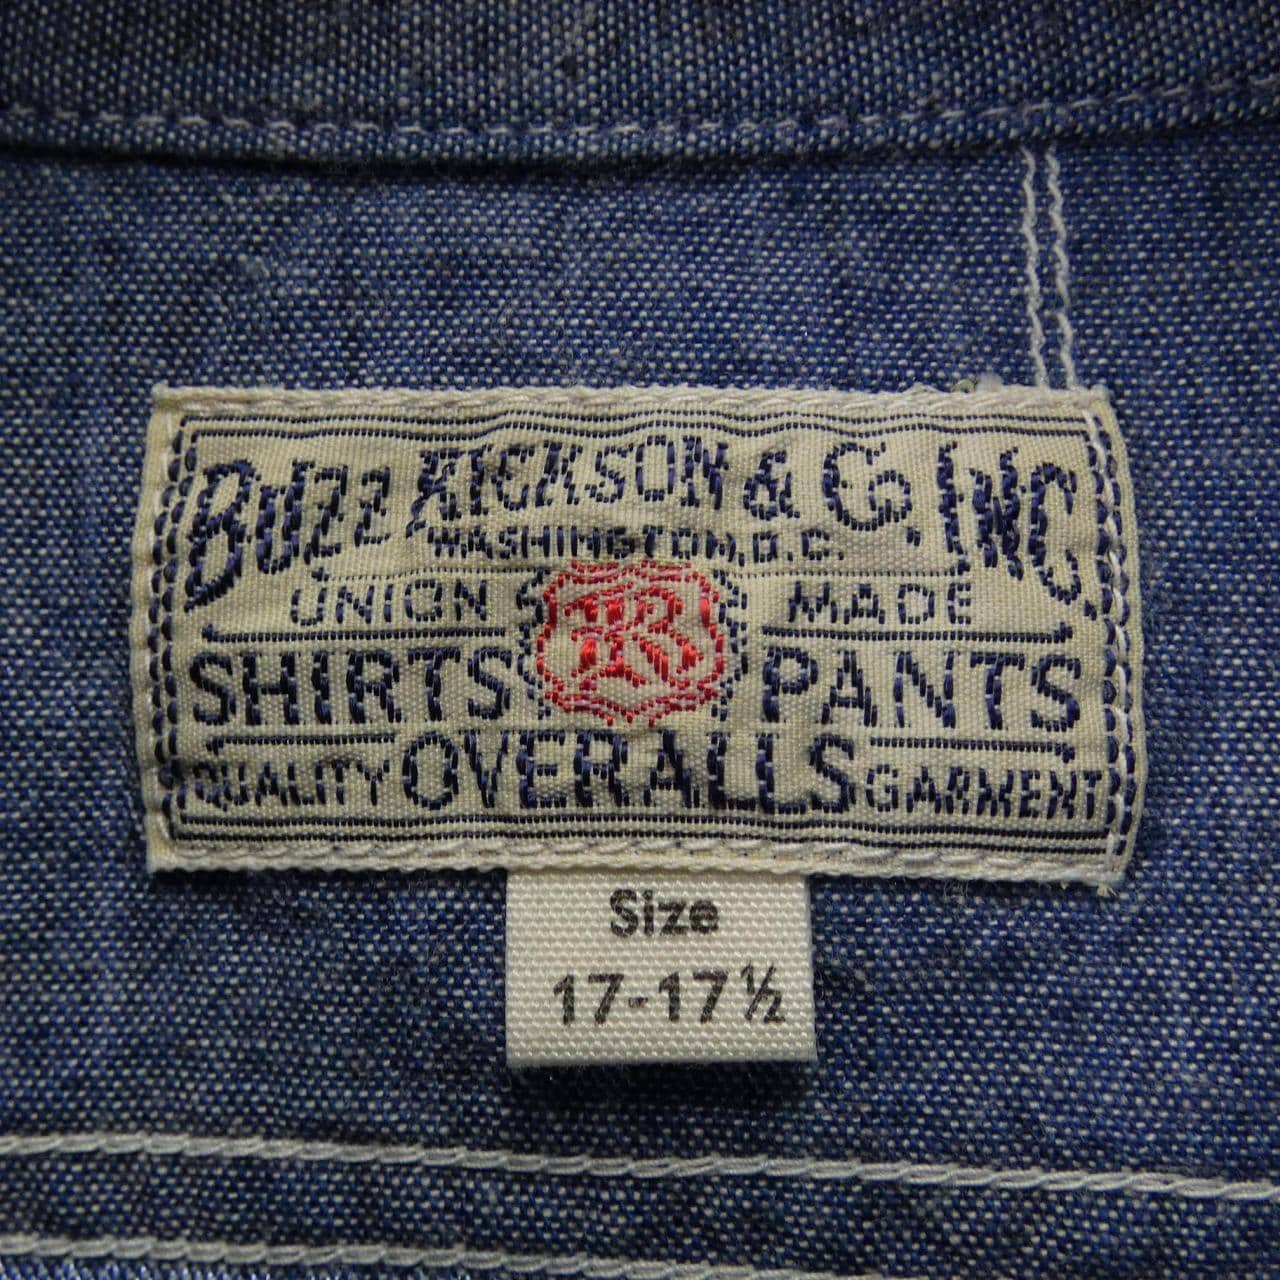 BUZZ RICKSON & CO. INC.
WASHINGTON, D.C.
UNION MADE
R
SHIRTS PANTS
QUALITY OVERALLS GARMENT
Size
17-17½